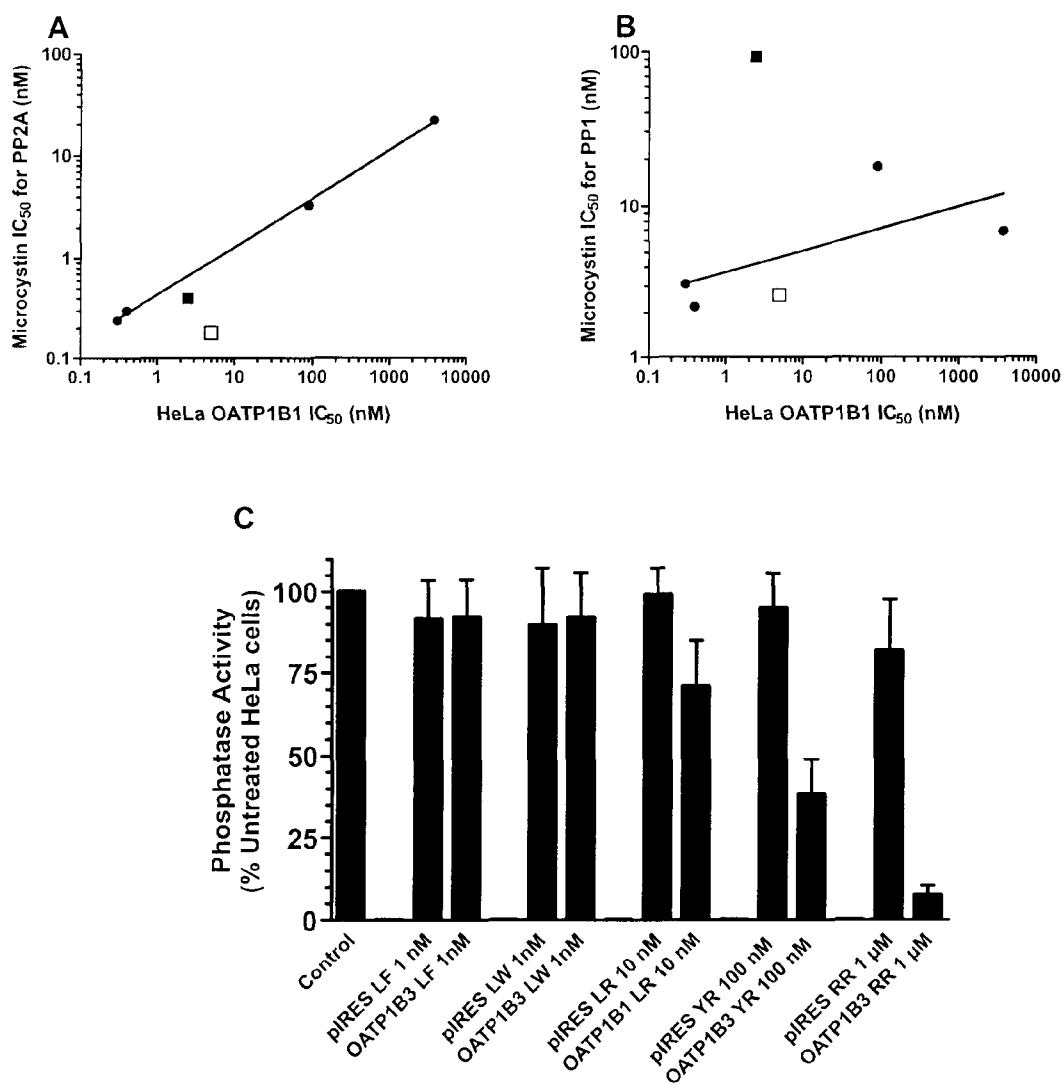 A
Microcystin IC50 for PP2A (nM)
100
10
1
0.1
0.1 1 10 100 1000 10000
HeLa OATP1B1 IC50 (nM)
B
Microcystin IC50 for PP1 (nM)
100
10
1
0.1 1 10 100 1000 10000
HeLa OATP1B1 IC50 (nM)
C
Phosphatase Activity
(% Untreated HeLa cells)
100
75
50
25
0
Control
pIRES LF 1 nM
OATP1B3 LF 1nM
pIRES LW 1nM
OATP1B3 LW 1nM
pIRES LR 10 nM
OATP1B1 LR 10 nM
pIRES YR 100 nM
OATP1B3 YR 100 nM
pIRES RR 1 µM
OATP1B3 RR 1 µM